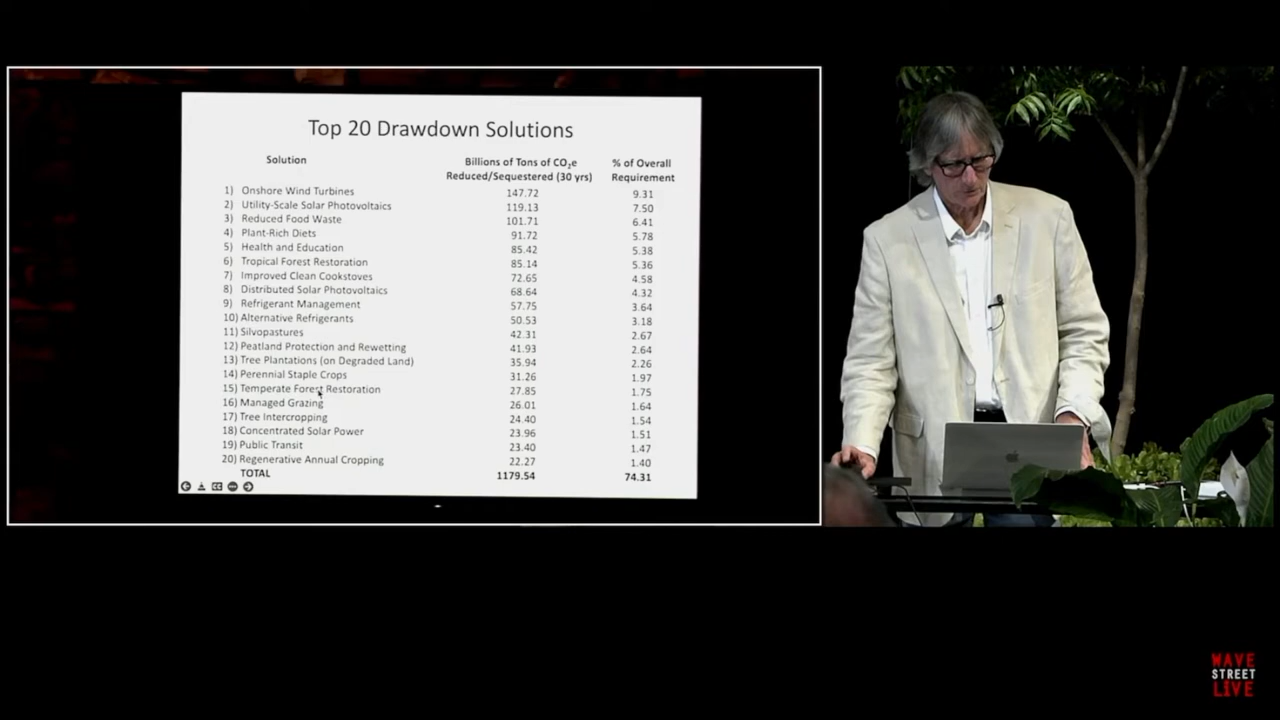 Top 20 Drawdown Solutions
Solution Billions of Tons of CO₂e % of Overall
Reduced/Sequestered (30 yrs) Requirement
1) Onshore Wind Turbines 147.72 9.31
2) Utility-Scale Solar Photovoltaics 119.13 7.50
3) Reduced Food Waste 101.71 6.41
4) Plant-Rich Diets 91.72 5.78
5) Health and Education 85.42 5.38
6) Tropical Forest Restoration 85.14 5.36
7) Improved Clean Cookstoves 72.65 4.58
8) Distributed Solar Photovoltaics 68.64 4.32
9) Refrigerant Management 57.75 3.64
10) Alternative Refrigerants 50.53 3.18
11) Silvopastures 42.31 2.67
12) Peatland Protection and Rewetting 41.93 2.64
13) Tree Plantations (on Degraded Land) 35.94 2.26
14) Perennial Staple Crops 31.26 1.97
15) Temperate Forest Restoration 27.85 1.75
16) Managed Grazing 26.01 1.64
17) Tree Intercropping 24.40 1.54
18) Concentrated Solar Power 23.96 1.51
19) Public Transit 23.40 1.47
20) Regenerative Annual Cropping 22.27 1.40
TOTAL 1179.54 74.31
CC
WAVE
STREET
LIVE